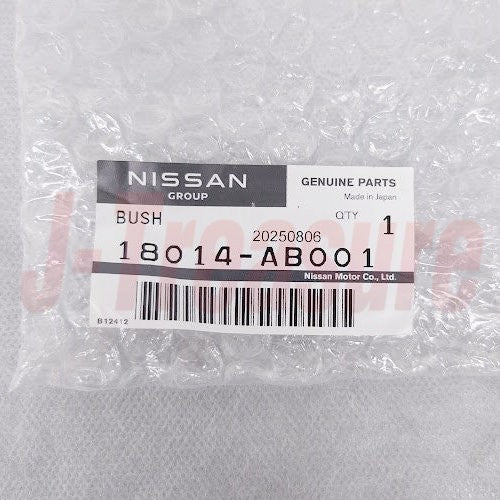 NISSAN
GROUP
GENUINE PARTS
Made in Japan
BUSH
QTY 1
20250806
18014-AB001
Nissan Motor Co., Ltd.
B12412
J-Treasure